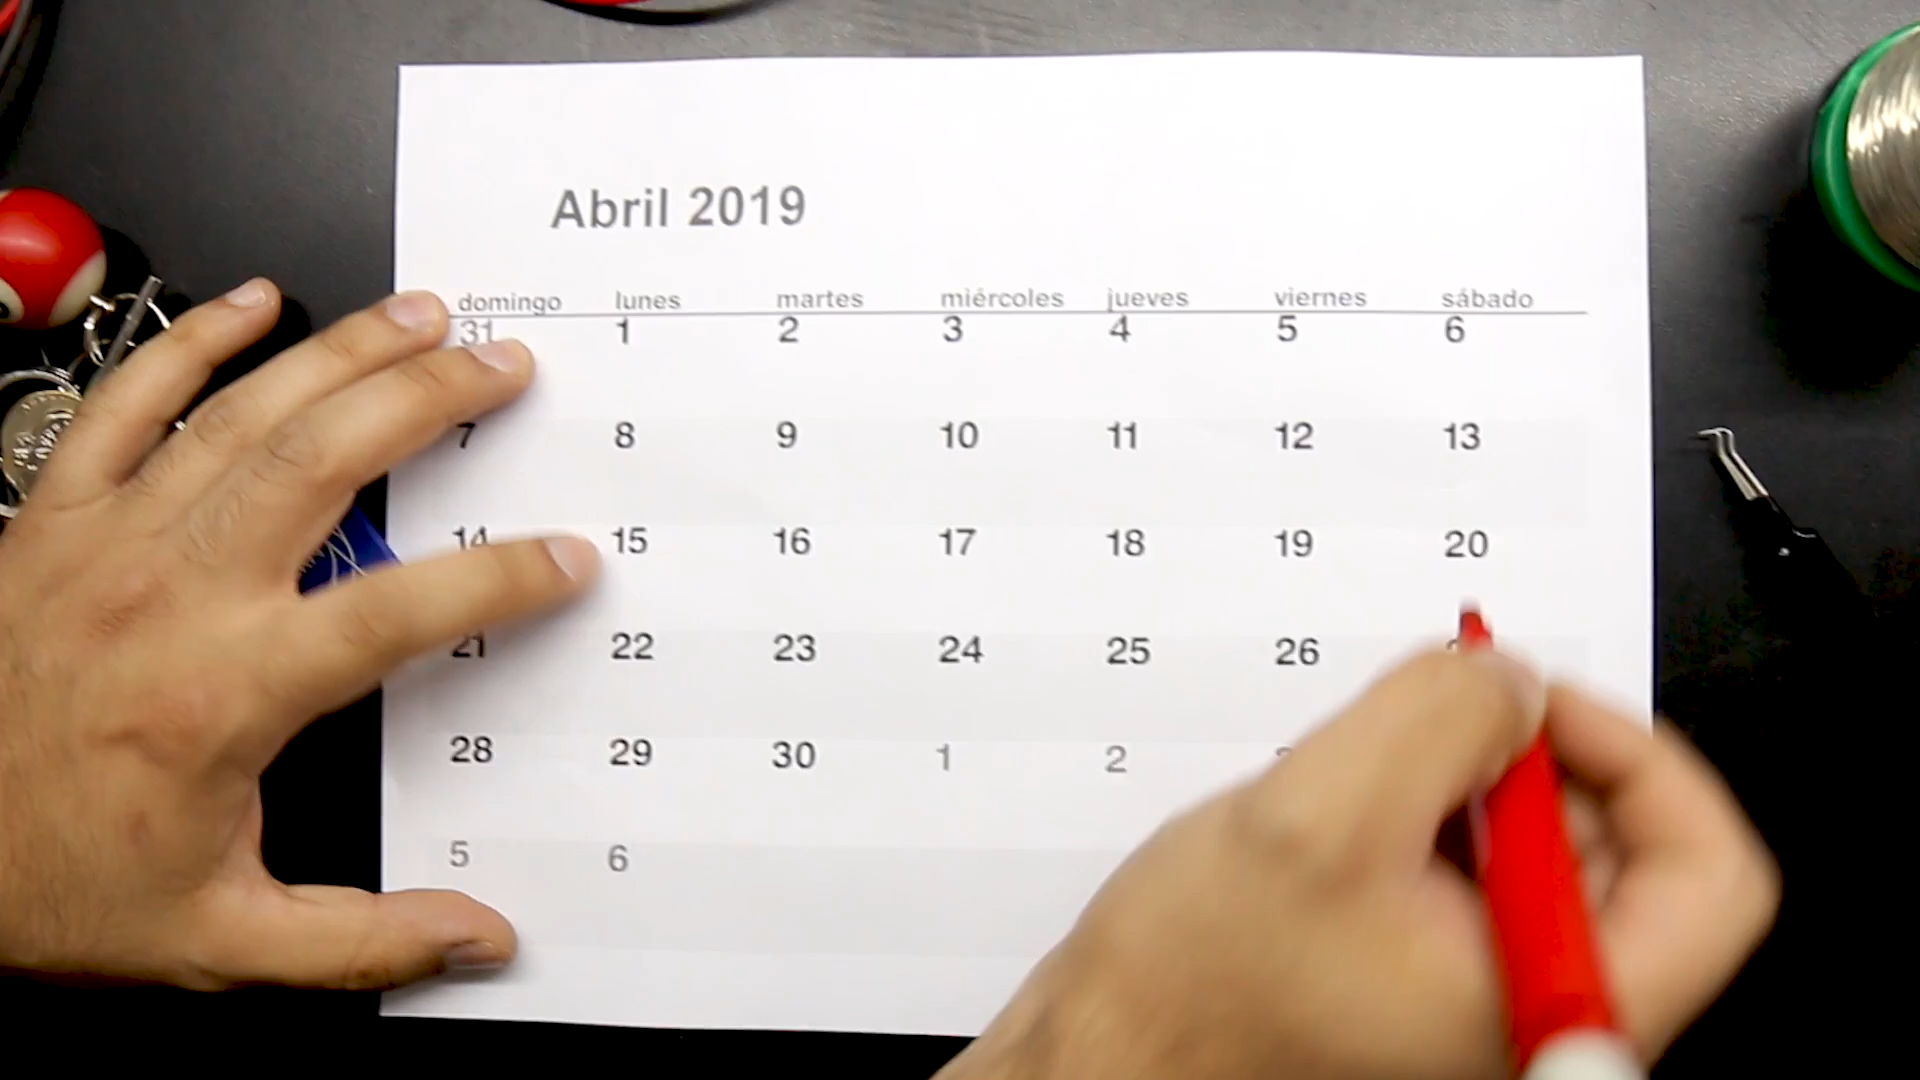 Abril 2019
domingo lunes martes miércoles jueves viernes sábado
31 1 2 3 4 5 6
7 8 9 10 11 12 13
14 15 16 17 18 19 20
21 22 23 24 25 26
28 29 30 1 2
5 6